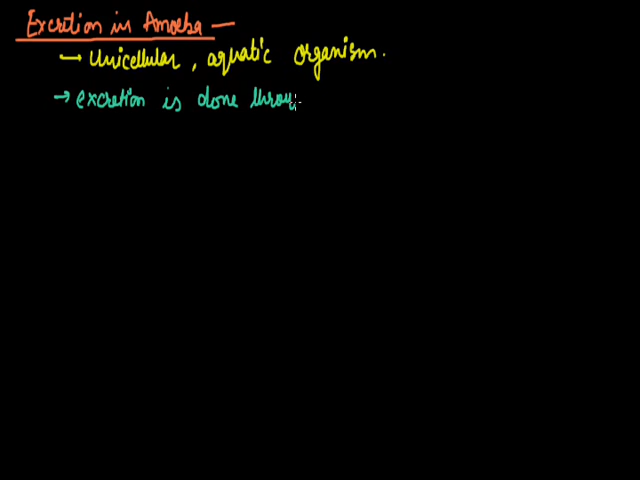 Excretion in Amoeba —
→ Unicellular, aquatic organism.
→ excretion is done throu